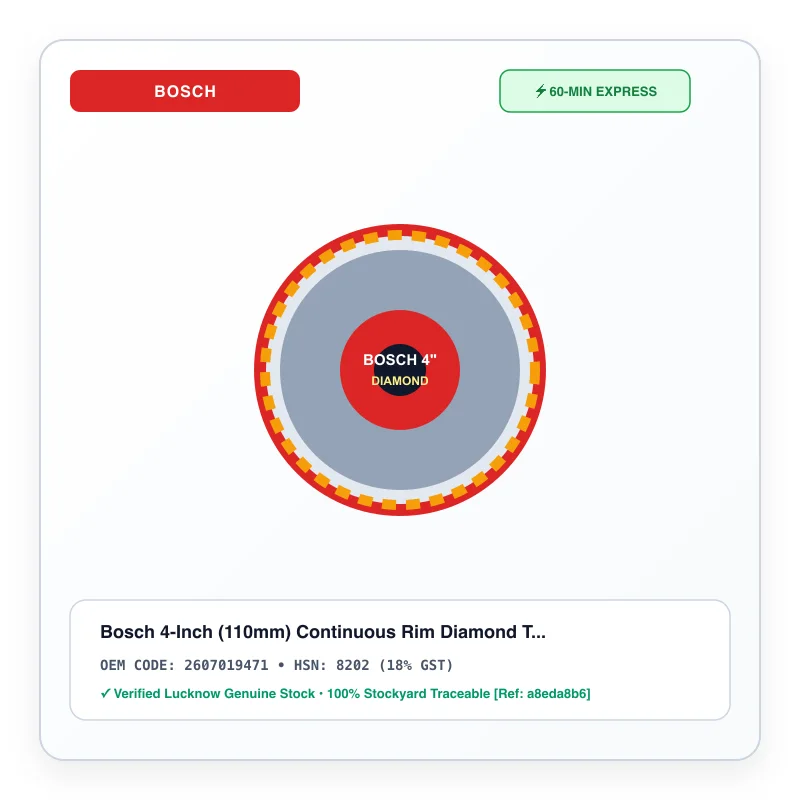 BOSCH
⚡ 60-MIN EXPRESS
BOSCH 4"
DIAMOND
Bosch 4-Inch (110mm) Continuous Rim Diamond T...
OEM CODE: 2607019471 • HSN: 8202 (18% GST)
✓ Verified Lucknow Genuine Stock · 100% Stockyard Traceable [Ref: a8eda8b6]